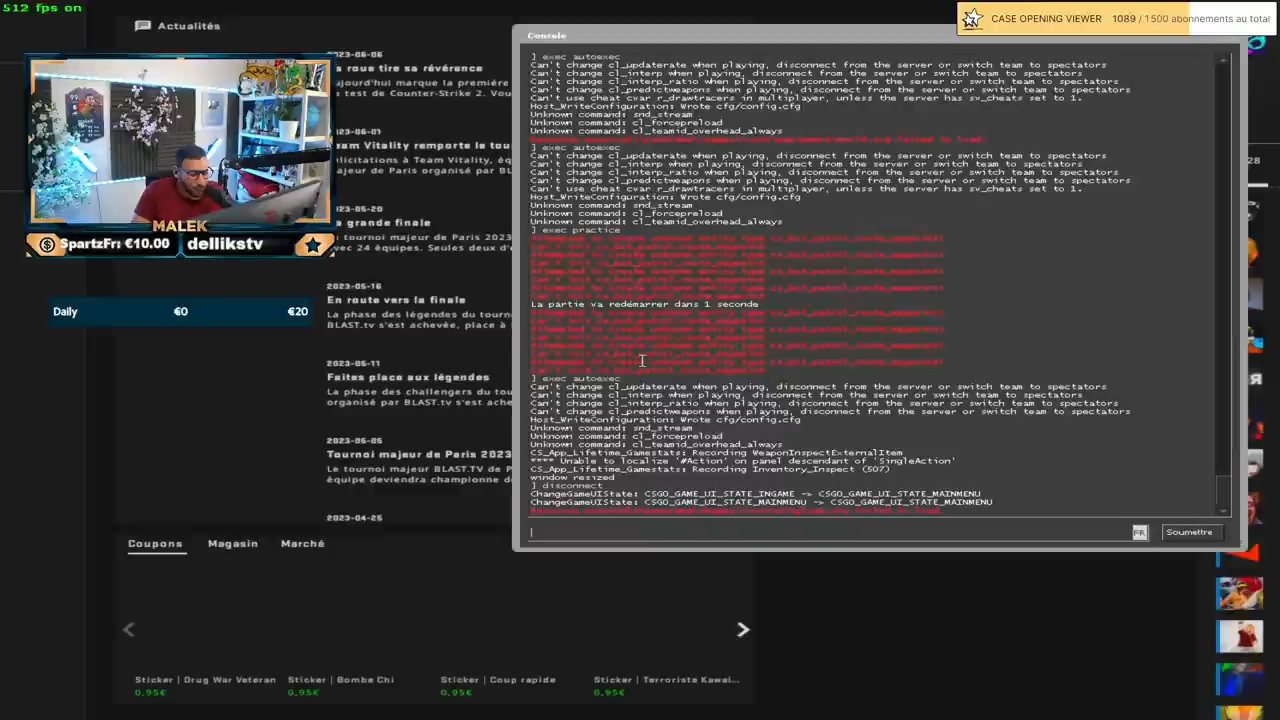 512 fps on
Actualités
CASE OPENING VIEWER 1089 / 1500 abonnements au total
2023-06-06
a roue tire sa révérence
aujourd'hui marque la première
test de Counter-Strike 2. Vous
2023-06-01
am Vitality remporte le tour
élicitations à Team Vitality, qui
ajeur de Paris organisé par BL
a grande finale
tournoi majeur de Paris 2023
MALEK
SpartzFr: €10.00
dellikstv
Daily €0 €20
En route vers la finale
La phase des légendes du tour
BLAST.tv s'est achevée, place à
2023-05-11
Faites place aux légendes
La phase des challengers du tour
organisé par BLAST.tv s'est
2023-05-05
Tournoi majeur de Paris 2023
Le tournoi majeur BLAST.TV de Paris
équipe deviendra championne
2023-04-25
Coupons Magasin Marché
Sticker | Drug War Veteran
0,95€
Sticker | Bombe Chi
0,95€
Sticker | Coup rapide
0,95€
Sticker | Terroriste Kawai...
0,95€
Console
] exec autoexec
Can't change cl_updaterate when playing, disconnect from the server or switch team to spectators
Can't change cl_interp when playing, disconnect from the server or switch team to spectators
Can't change cl_interp_ratio when playing, disconnect from the server or switch team to spectators
Can't change cl_predictweapons when playing, disconnect from the server or switch team to spectators
Can't use cheat cvar r_drawtracers in multiplayer, unless the server has sv_cheats set to 1.
Host_WriteConfiguration: Wrote cfg/config.cfg
Unknown command: snd_stream
Unknown command: cl_forcepreload
Unknown command: cl_teamid_overhead_always
] exec autoexec
Can't change cl_updaterate when playing, disconnect from the server or switch team to spectators
Can't change cl_interp when playing, disconnect from the server or switch team to spectators
Can't change cl_interp_ratio when playing, disconnect from the server or switch team to spectators
Can't change cl_predictweapons when playing, disconnect from the server or switch team to spectators
Can't use cheat cvar r_drawtracers in multiplayer, unless the server has sv_cheats set to 1.
Host_WriteConfiguration: Wrote cfg/config.cfg
Unknown command: snd_stream
Unknown command: cl_forcepreload
Unknown command: cl_teamid_overhead_always
] exec practice
La partie va redémarrer dans 1 seconde
] exec autoexec
Can't change cl_updaterate when playing, disconnect from the server or switch team to spectators
Can't change cl_interp when playing, disconnect from the server or switch team to spectators
Can't change cl_interp_ratio when playing, disconnect from the server or switch team to spectators
Can't change cl_predictweapons when playing, disconnect from the server or switch team to spectators
Host_WriteConfiguration: Wrote cfg/config.cfg
Unknown command: snd_stream
Unknown command: cl_forcepreload
Unknown command: cl_teamid_overhead_always
CS_App_Lifetime_Gamestats: Recording WeaponInspectExternalItem
**** Unable to localize '#Action' on panel descendant of 'SingleAction'
CS_App_Lifetime_Gamestats: Recording Inventory_Inspect (507)
window resized
] disconnect
ChangeGameUIState: CSGO_GAME_UI_STATE_INGAME -> CSGO_GAME_UI_STATE_MAINMENU
ChangeGameUIState: CSGO_GAME_UI_STATE_MAINMENU -> CSGO_GAME_UI_STATE_MAINMENU
FR
Soumettre
28